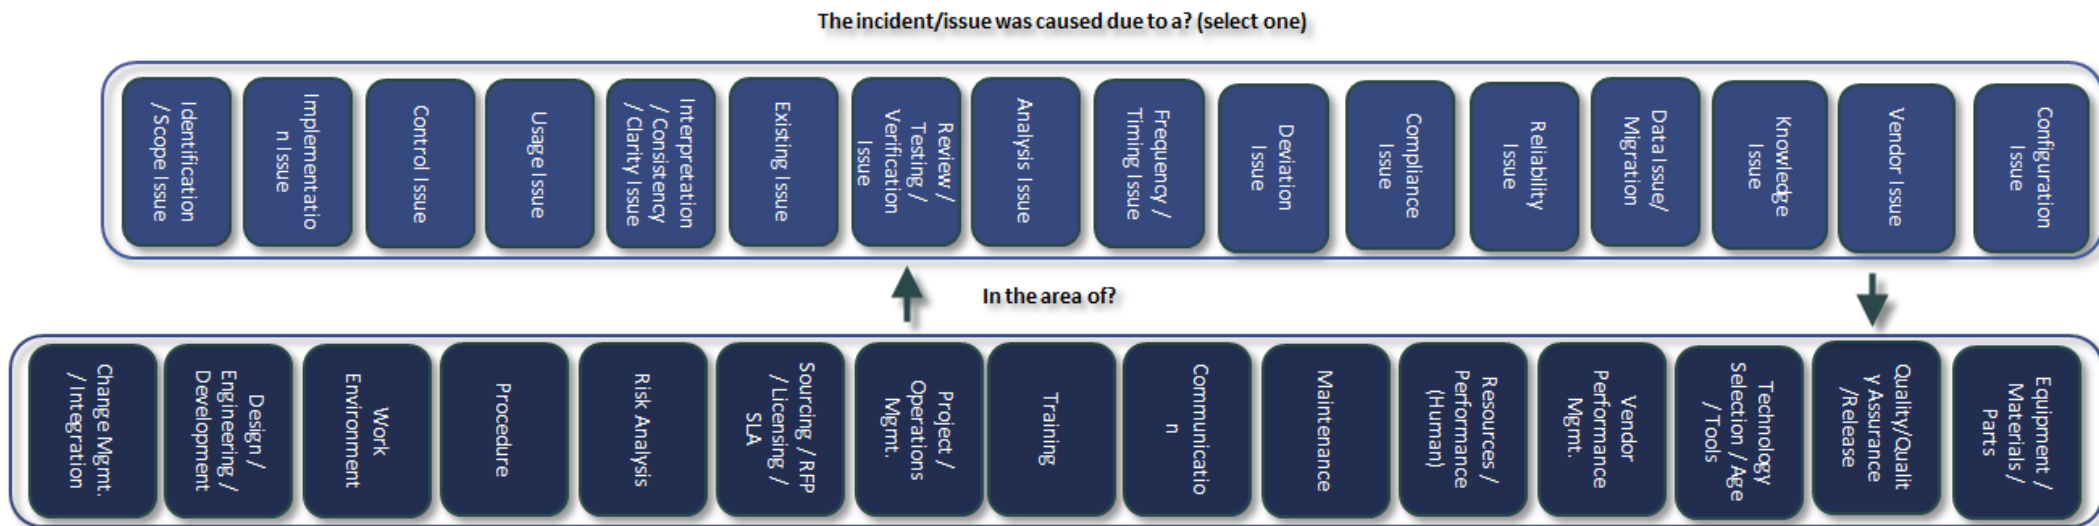 The incident/issue was caused due to a? (select one)
Identification
/ Scope Issue
Implementatio
n Issue
Control Issue
Usage Issue
Interpretation
/ Consistency
/ Clarity Issue
Existing Issue
Review /
Testing /
Verification
Issue
Analysis Issue
Frequency /
Timing Issue
Deviation
Issue
Compliance
Issue
Reliability
Issue
Data Issue/
Migration
Knowledge
Issue
Vendor Issue
Configuration
Issue
In the area of?
Change Mgmt.
/ Integration
Design /
Engineering /
Development
Work
Environment
Procedure
Risk Analysis
Sourcing / RFP
/ Licensing /
SLA
Project /
Operations
Mgmt.
Training
Communicatio
n
Maintenance
Resources /
Performance
(Human)
Vendor
Performance
Mgmt.
Technology
Selection / Age
/ Tools
Quality/Qualit
y Assurance
/Release
Equipment /
Materials /
Parts